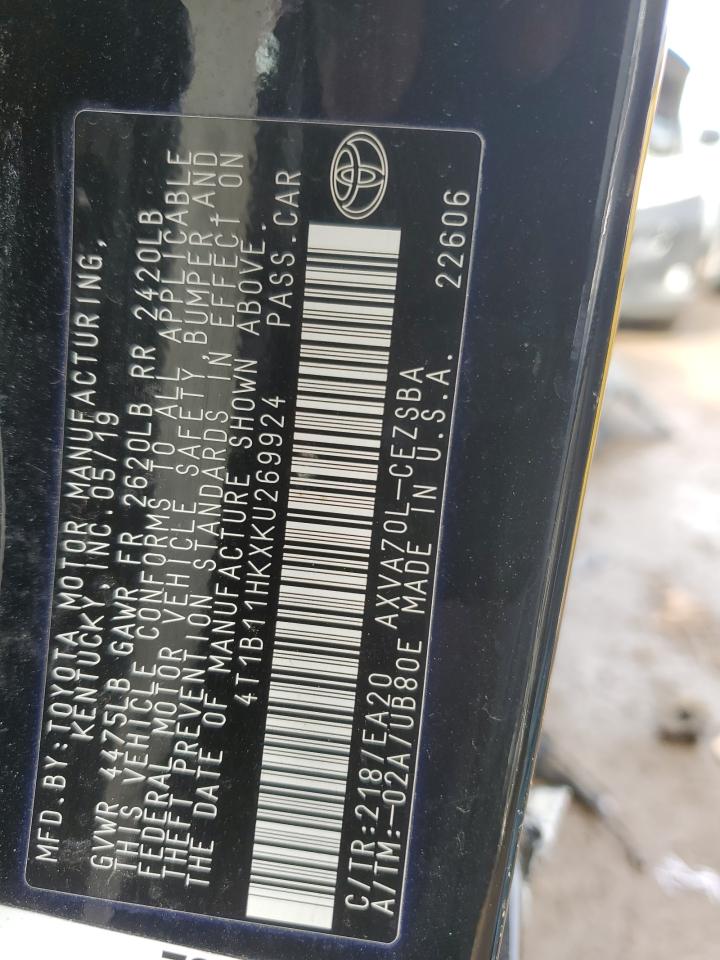 MFD.BY:TOYOTA MOTOR MANUFACTURING,
KENTUCKY, INC.05/19
GVWR 4475LB GAWR FR 2620LB RR 2420LB
THIS VEHICLE CONFORMS TO ALL APPLICABLE
FEDERAL MOTOR VEHICLE SAFETY, BUMPER, AND
THEFT PREVENTION STANDARDS IN EFFECT ON
THE DATE OF MANUFACTURE SHOWN ABOVE.
4T1B11HKXKU269924 PASS.CAR
C/TR:218/EA20 AXVA70L-CEZSBA
A/TM:-02A/UB80E MADE IN U.S.A. 22606